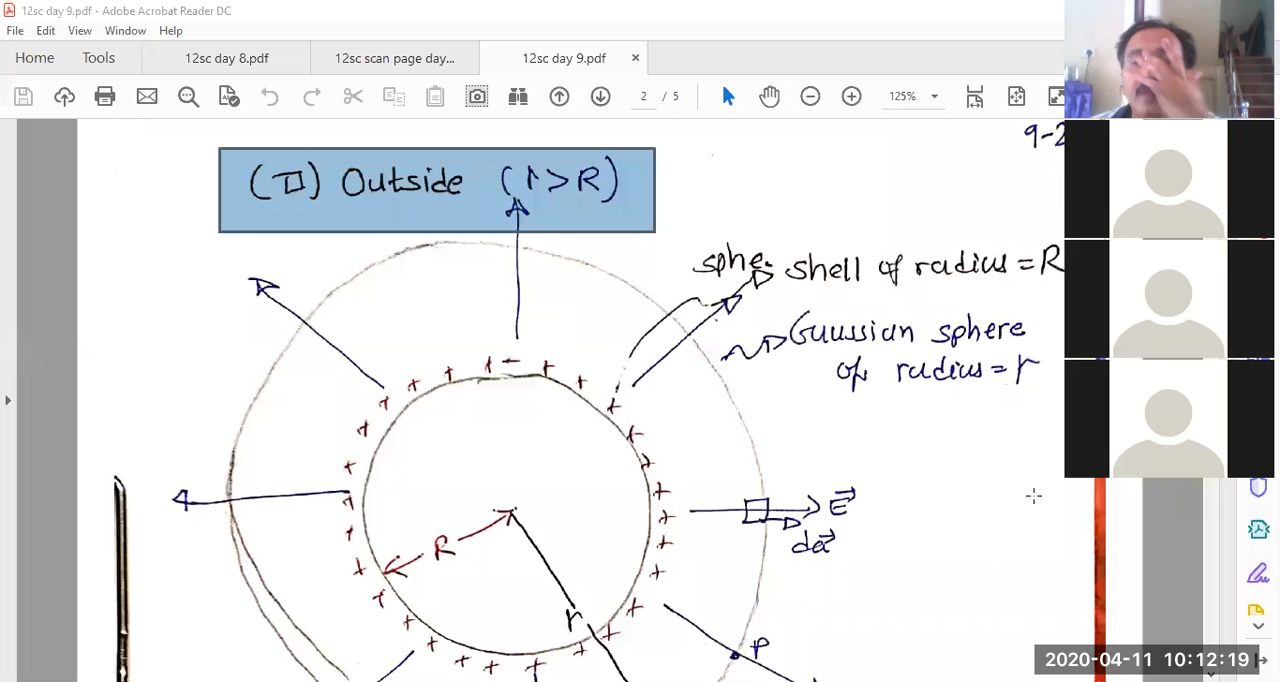 12sc day 9.pdf - Adobe Acrobat Reader DC
File Edit View Window Help
Home Tools 12sc day 8.pdf 12sc scan page day... 12sc day 9.pdf ×
2 / 5 125%
9-2
(II) Outside (r > R)
sphe. shell of radius = R
Gaussian sphere
of radius = r
E
da
R
r
P
2020-04-11 10:12:19